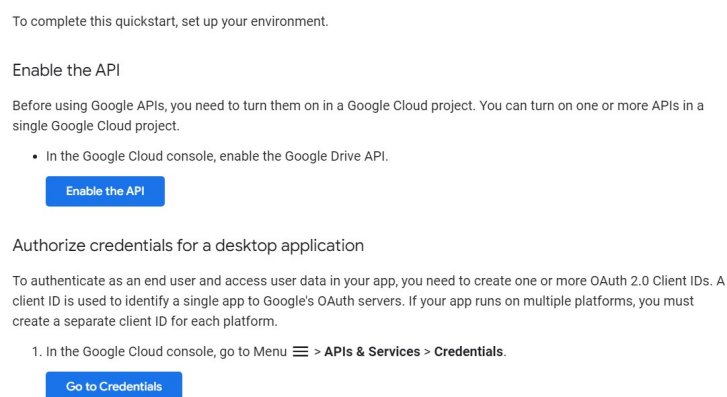 To complete this quickstart, set up your environment.
Enable the API
Before using Google APIs, you need to turn them on in a Google Cloud project. You can turn on one or more APIs in a
single Google Cloud project.
• In the Google Cloud console, enable the Google Drive API.
Enable the API
Authorize credentials for a desktop application
To authenticate as an end user and access user data in your app, you need to create one or more OAuth 2.0 Client IDs. A
client ID is used to identify a single app to Google's OAuth servers. If your app runs on multiple platforms, you must
create a separate client ID for each platform.
1. In the Google Cloud console, go to Menu > APIs & Services > Credentials.
Go to Credentials